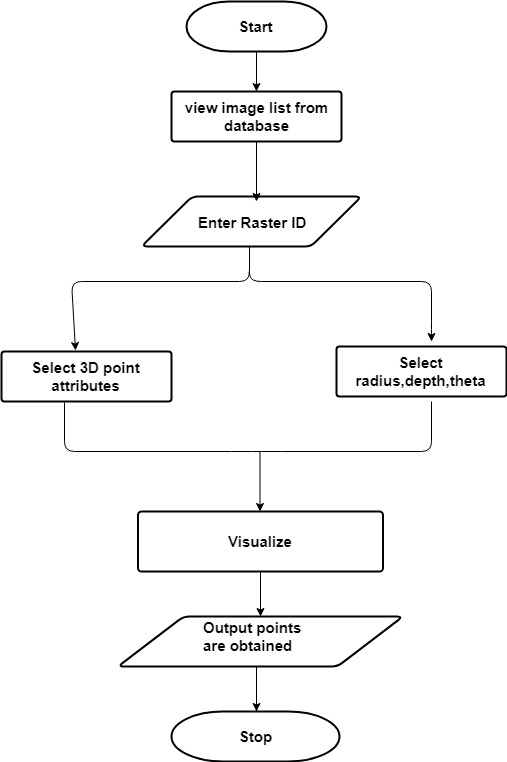 Start
view image list from
database
Enter Raster ID
Select 3D point
attributes
Select
radius,depth,theta
Visualize
Output points
are obtained
Stop